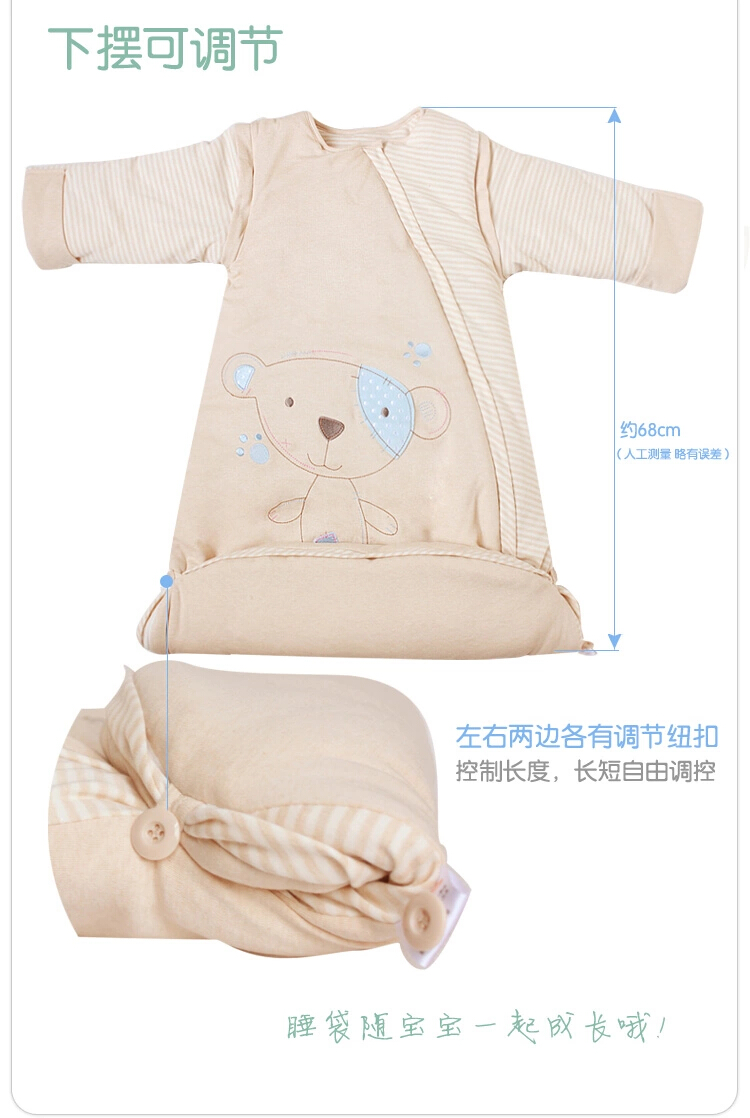 下摆可调节
约68cm
(人工测量 略有误差)
左右两边各有调节纽扣
控制长度，长短自由调控
睡袋随宝宝一起成长哦!